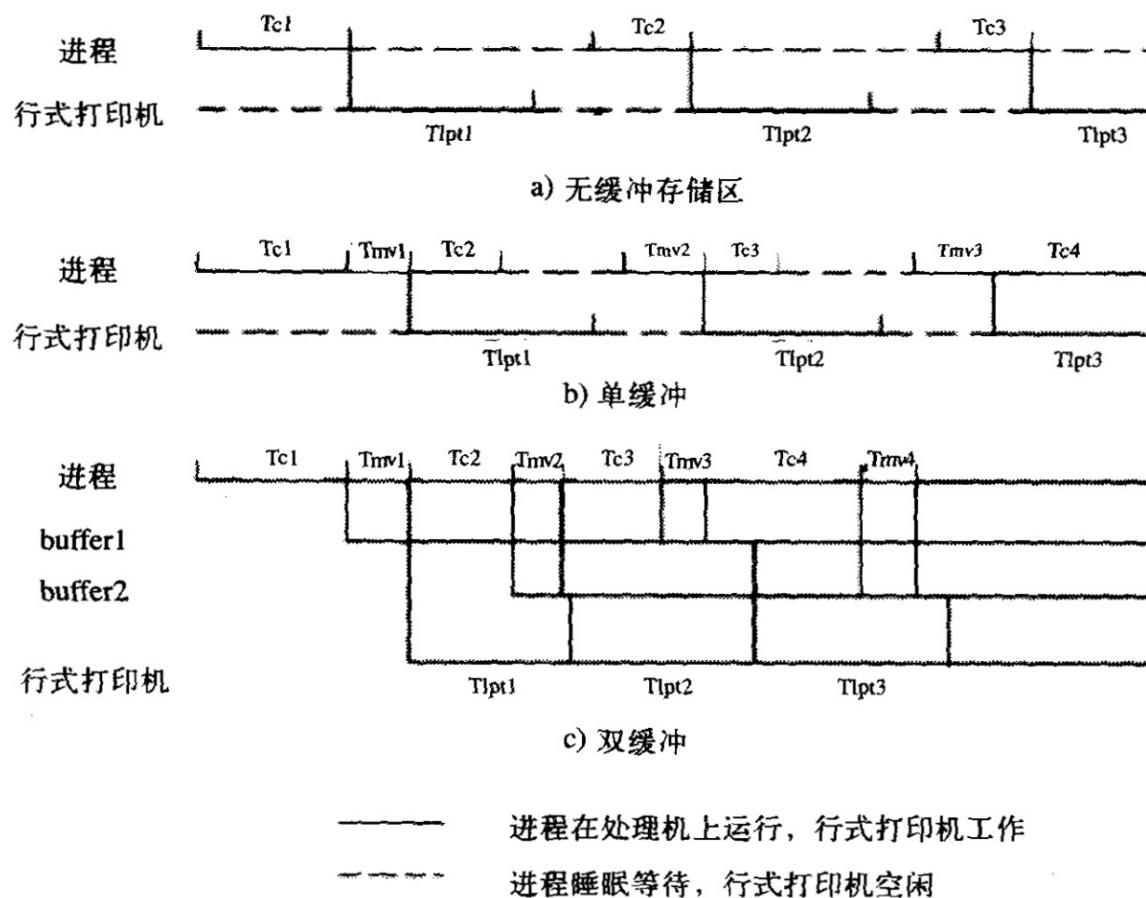 Tc1 Tc2 Tc3
进程
行式打印机
Tlpt1 Tlpt2 Tlpt3
a) 无缓冲存储区
Tc1 Tmv1 Tc2 Tmv2 Tc3 Tmv3 Tc4
进程
行式打印机
Tlpt1 Tlpt2 Tlpt3
b) 单缓冲
Tc1 Tmv1 Tc2 Tmv2 Tc3 Tmv3 Tc4 Tmv4
进程
buffer1
buffer2
行式打印机
Tlpt1 Tlpt2 Tlpt3
c) 双缓冲
进程在处理机上运行，行式打印机工作
进程睡眠等待，行式打印机空闲